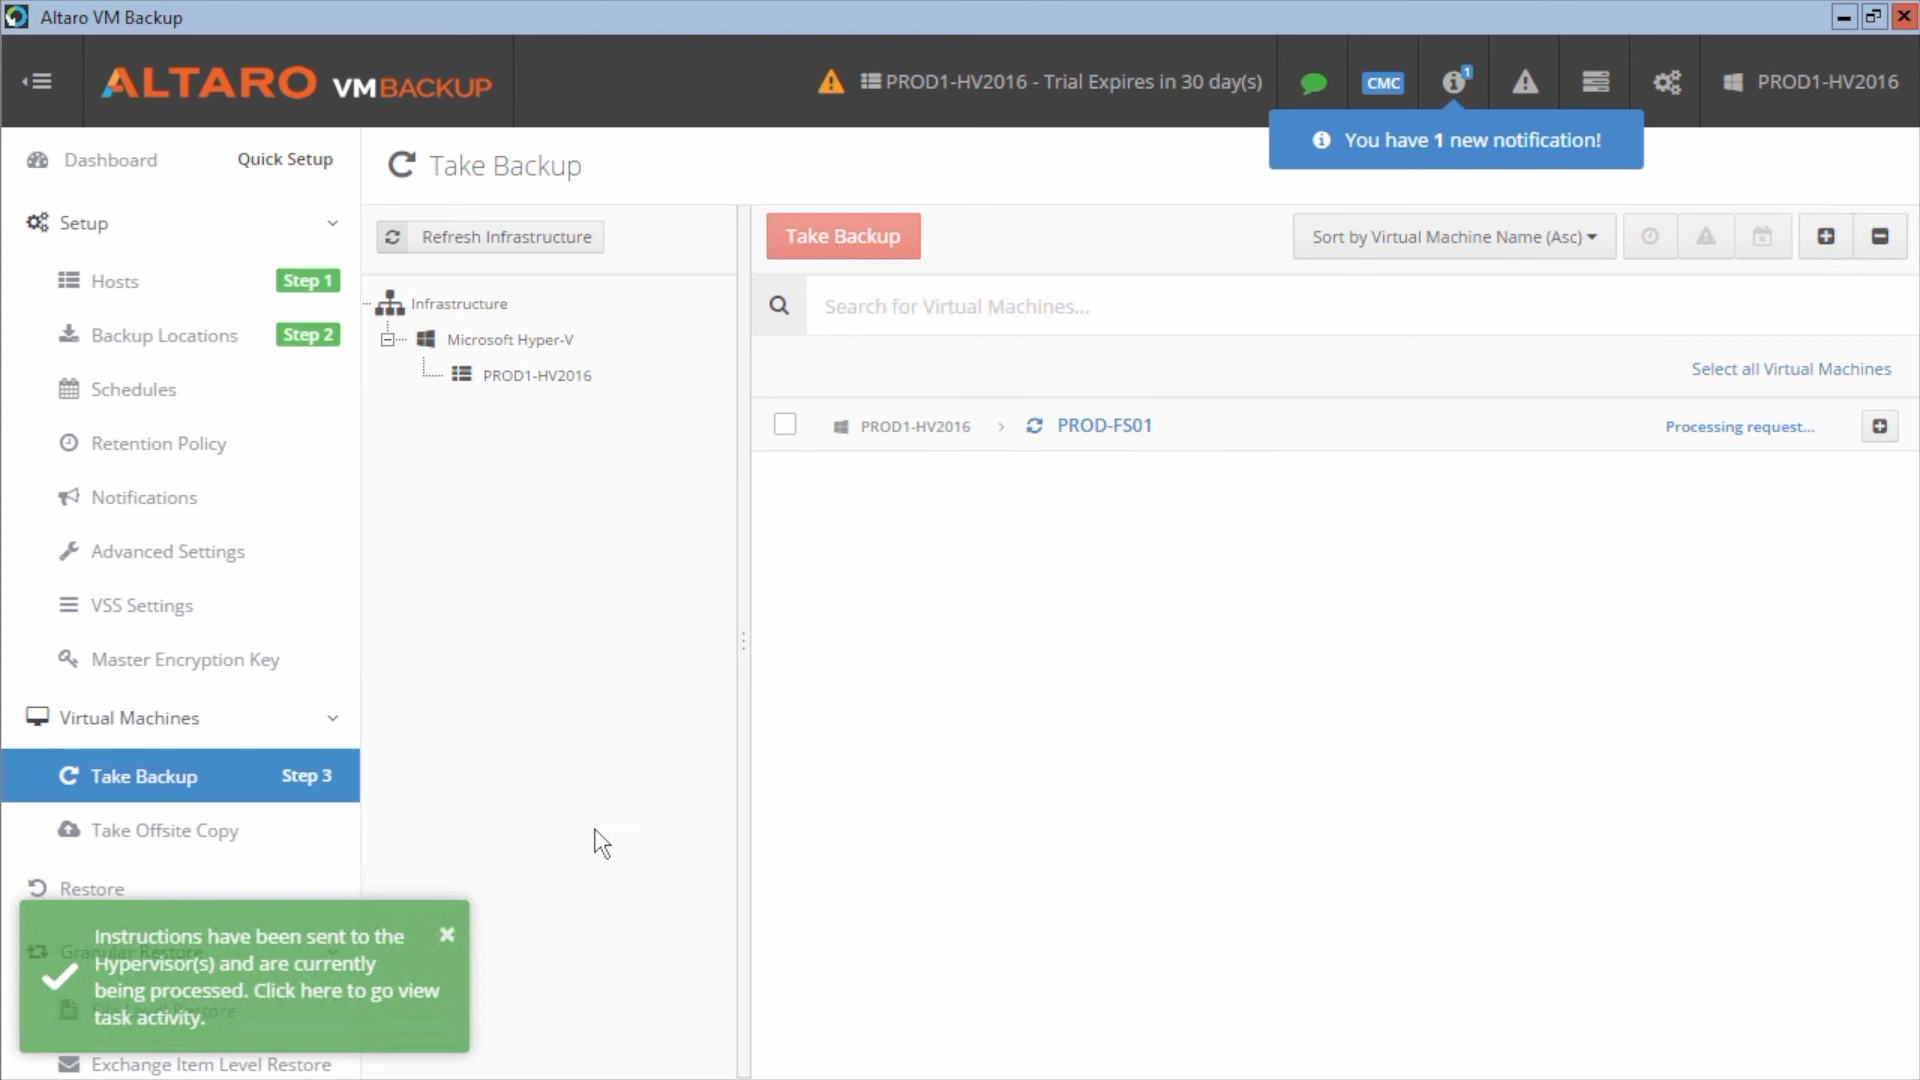 Altaro VM Backup
ALTARO VMBACKUP
PROD1-HV2016 - Trial Expires in 30 day(s)
CMC
1
PROD1-HV2016
You have 1 new notification!
Dashboard
Quick Setup
Setup
Hosts
Step 1
Backup Locations
Step 2
Schedules
Retention Policy
Notifications
Advanced Settings
VSS Settings
Master Encryption Key
Virtual Machines
Take Backup
Step 3
Take Offsite Copy
Restore
Granular Restore
Exchange Item Level Restore
Instructions have been sent to the
Hypervisor(s) and are currently
being processed. Click here to go view
task activity.
Take Backup
Refresh Infrastructure
Infrastructure
Microsoft Hyper-V
PROD1-HV2016
Take Backup
Sort by Virtual Machine Name (Asc)
Search for Virtual Machines...
Select all Virtual Machines
PROD1-HV2016
PROD-FS01
Processing request...